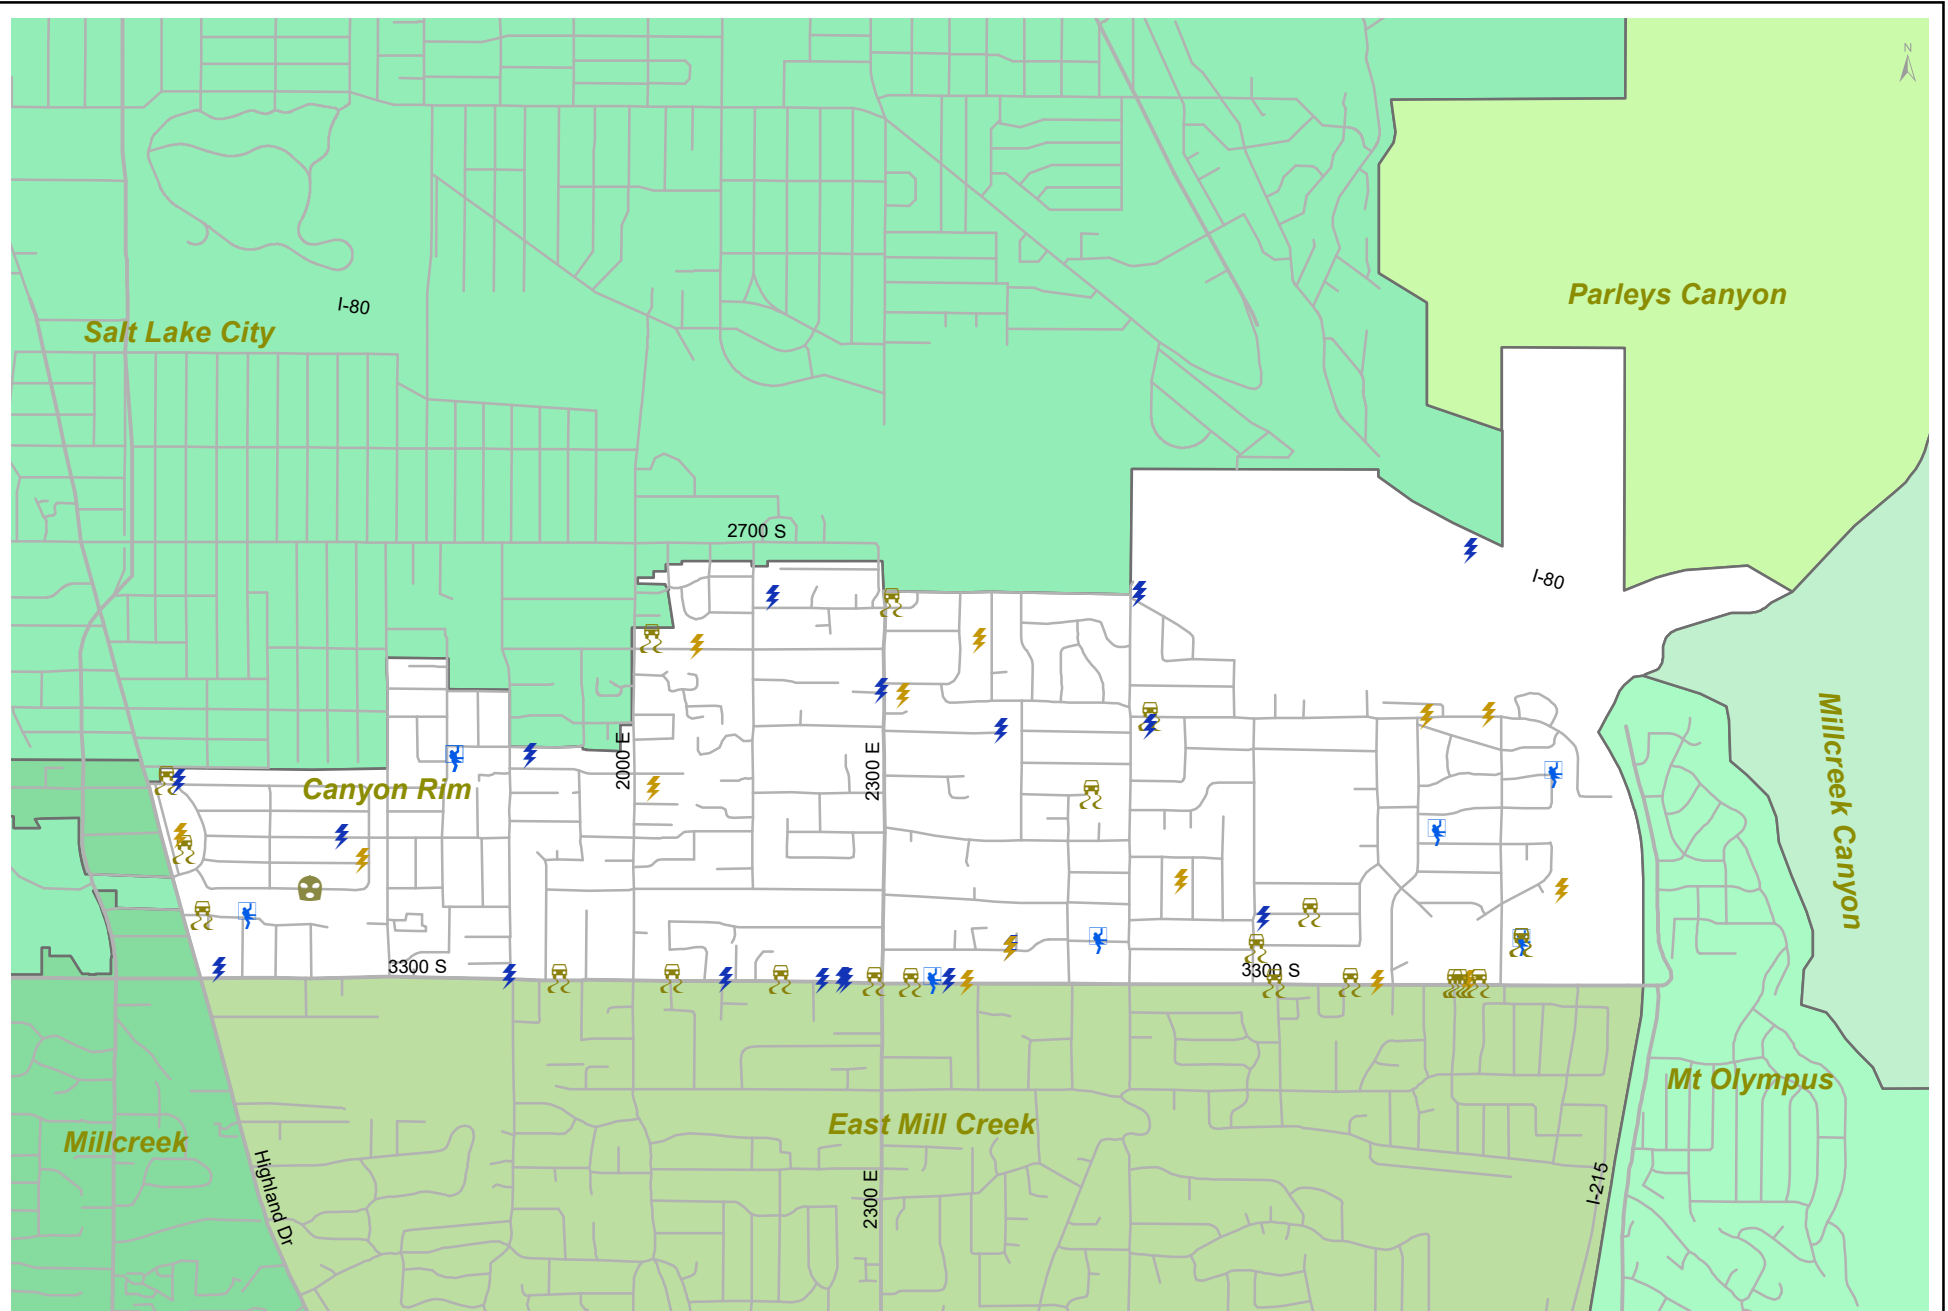 N
Parleys Canyon
I-80
Salt Lake City
2700 S
I-80
Millcreek Canyon
2000 E
2300 E
Canyon Rim
3300 S
3300 S
Mt Olympus
East Mill Creek
Millcreek
Highland Dr
2300 E
I-215